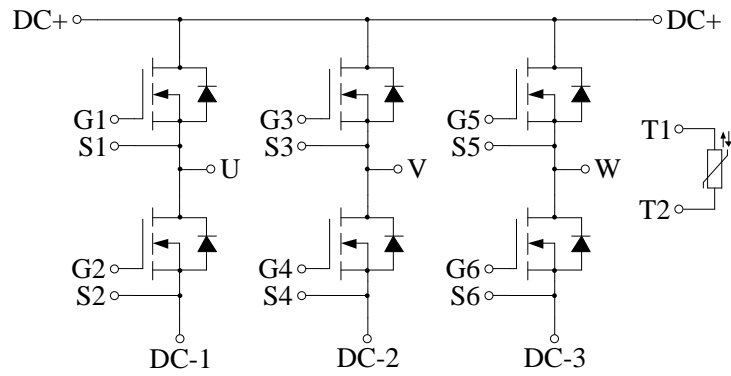 DC+ DC+
G1 G3 G5
T1
S1 S3 S5
U V W
T2
G2 G4 G6
S2 S4 S6
DC-1 DC-2 DC-3